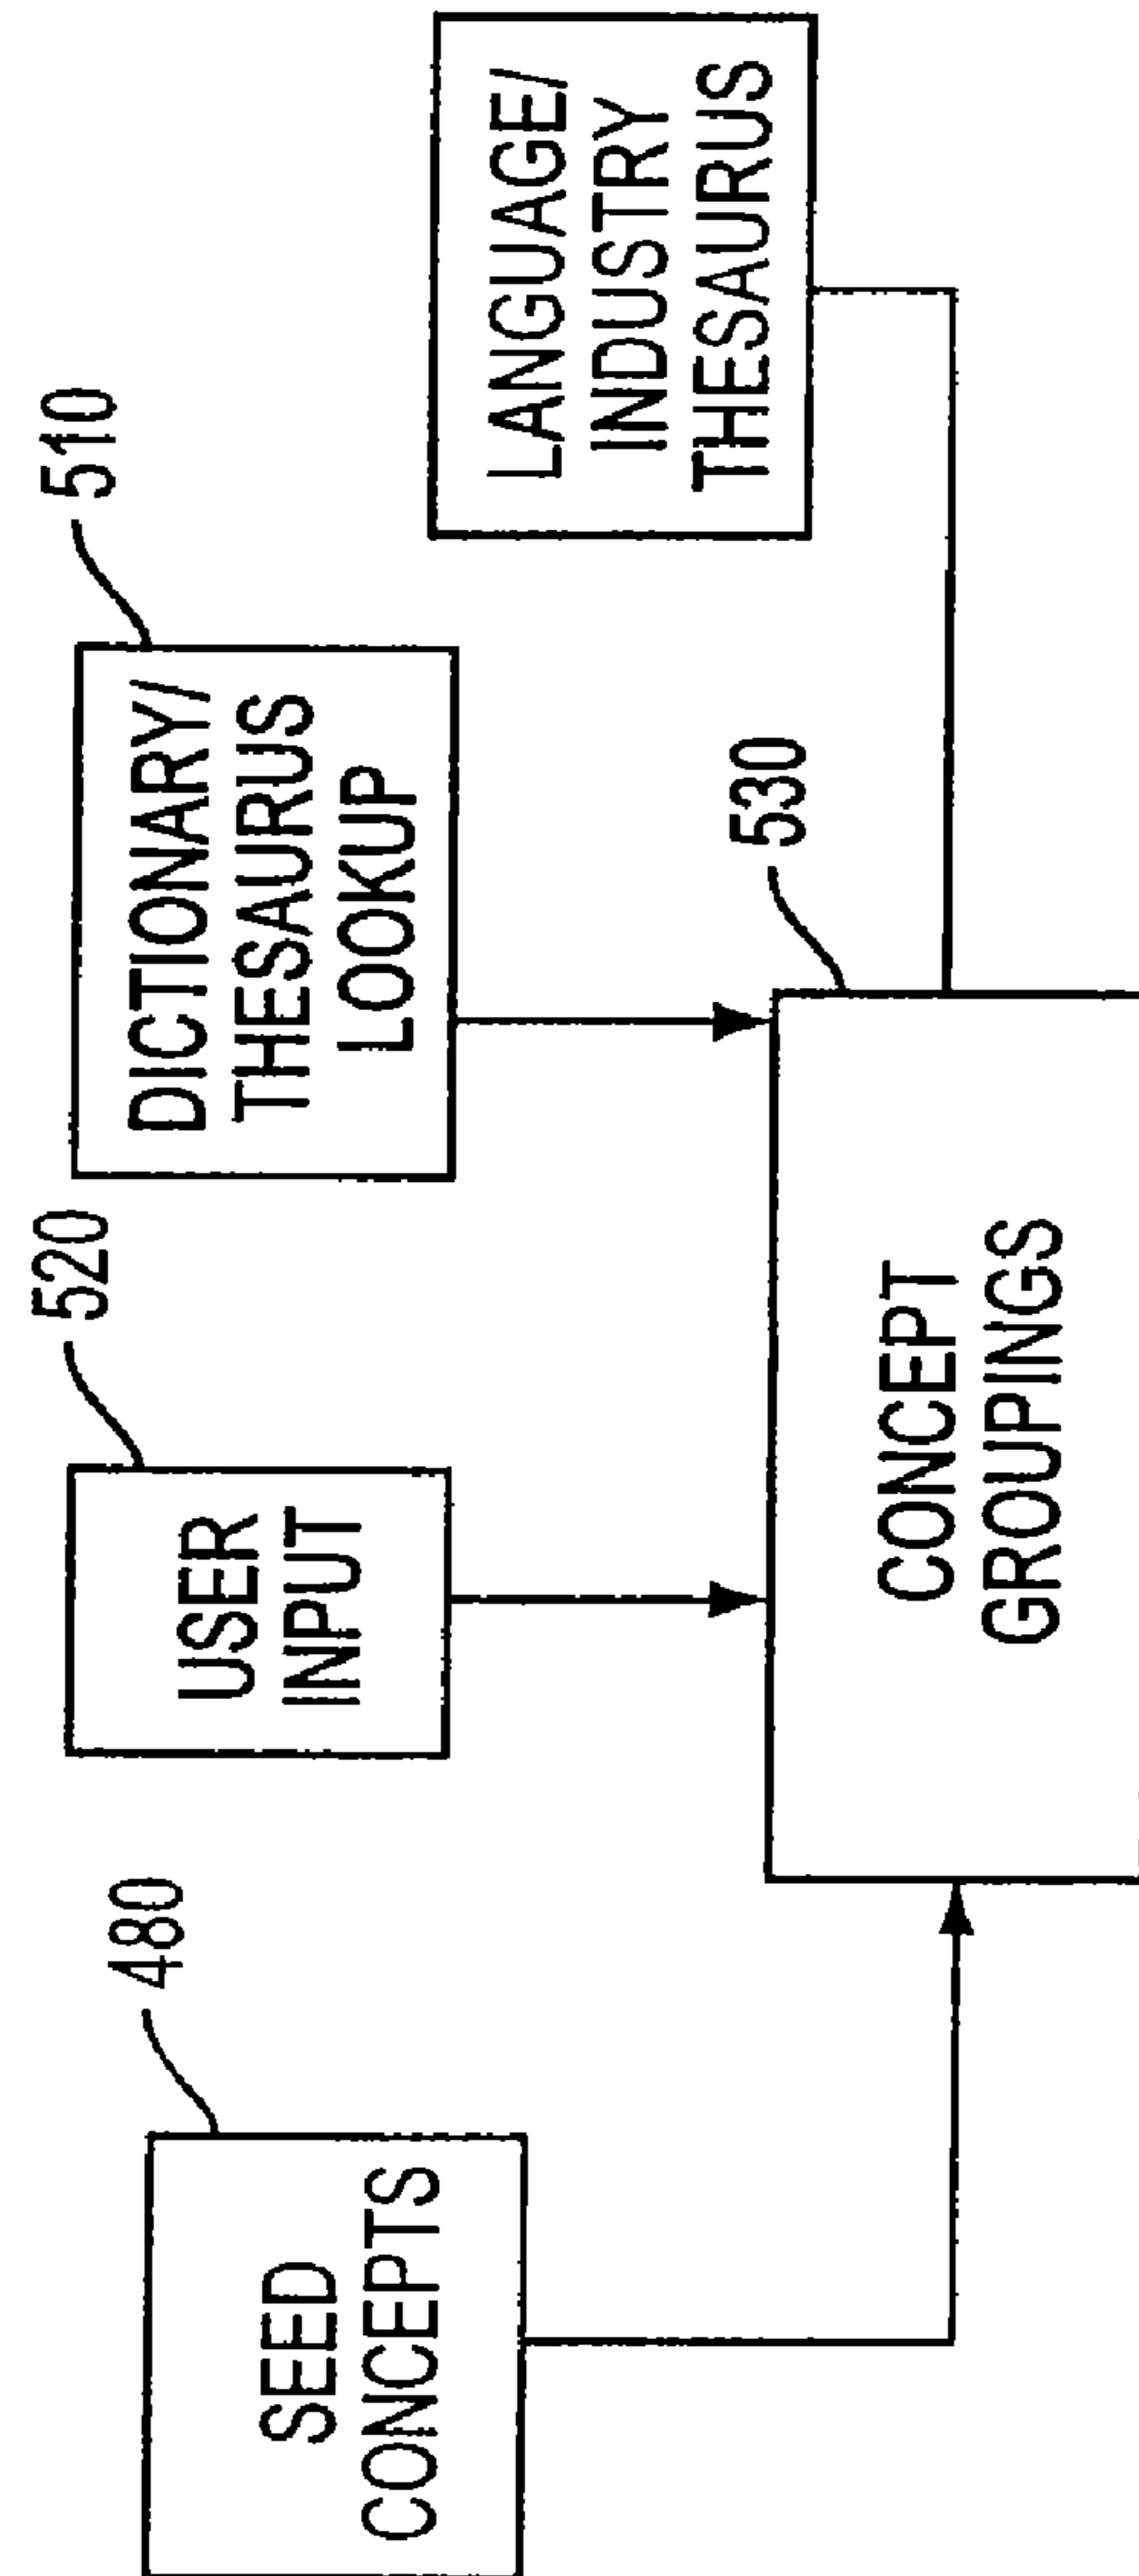 480
SEED
CONCEPTS
520
USER
INPUT
510
DICTIONARY/
THESAURUS
LOOKUP
LANGUAGE/
INDUSTRY
THESAURUS
530
CONCEPT
GROUPINGS